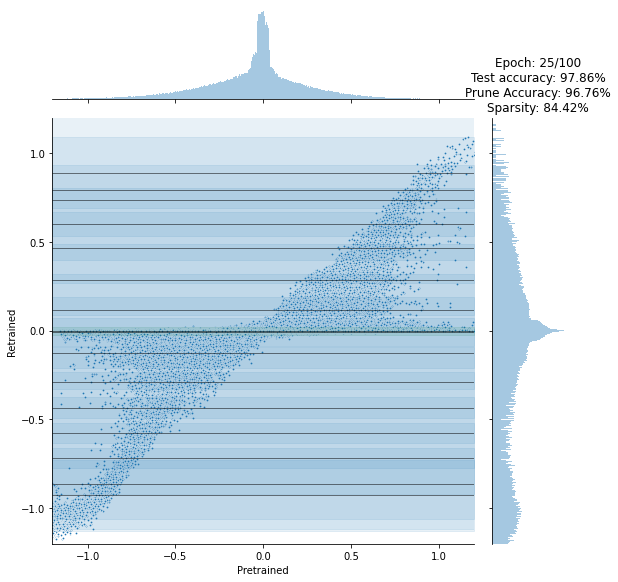 Epoch: 25/100
Test accuracy: 97.86%
Prune Accuracy: 96.76%
Sparsity: 84.42%
1.0
0.5
0.0
−0.5
−1.0
Retrained
−1.0
−0.5
0.0
0.5
1.0
Pretrained